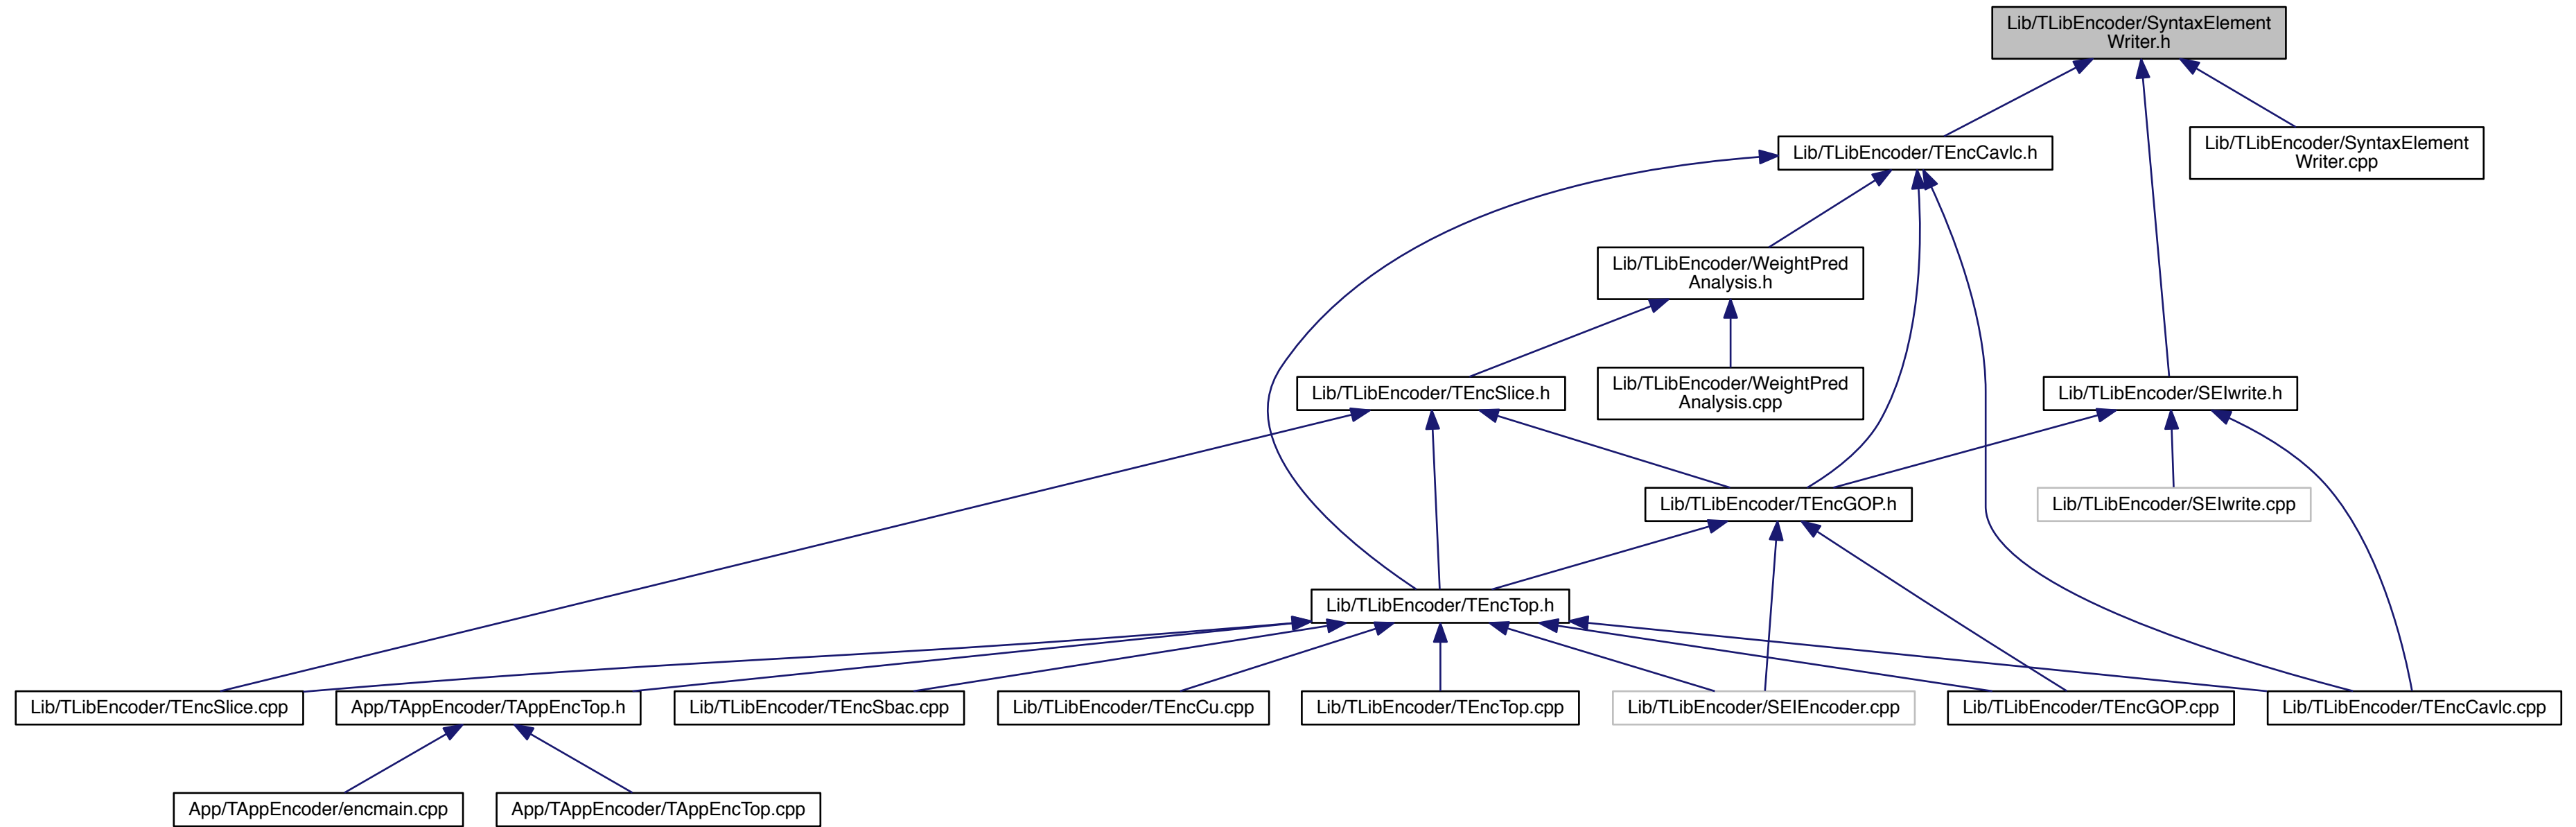 Lib/TLibEncoder/SyntaxElement
Writer.h
Lib/TLibEncoder/TEncCavlc.h
Lib/TLibEncoder/SyntaxElement
Writer.cpp
Lib/TLibEncoder/WeightPred
Analysis.h
Lib/TLibEncoder/TEncSlice.h
Lib/TLibEncoder/WeightPred
Analysis.cpp
Lib/TLibEncoder/SEIwrite.h
Lib/TLibEncoder/TEncGOP.h
Lib/TLibEncoder/SEIwrite.cpp
Lib/TLibEncoder/TEncTop.h
Lib/TLibEncoder/TEncSlice.cpp
App/TAppEncoder/TAppEncTop.h
Lib/TLibEncoder/TEncSbac.cpp
Lib/TLibEncoder/TEncCu.cpp
Lib/TLibEncoder/TEncTop.cpp
Lib/TLibEncoder/SEIEncoder.cpp
Lib/TLibEncoder/TEncGOP.cpp
Lib/TLibEncoder/TEncCavlc.cpp
App/TAppEncoder/encmain.cpp
App/TAppEncoder/TAppEncTop.cpp